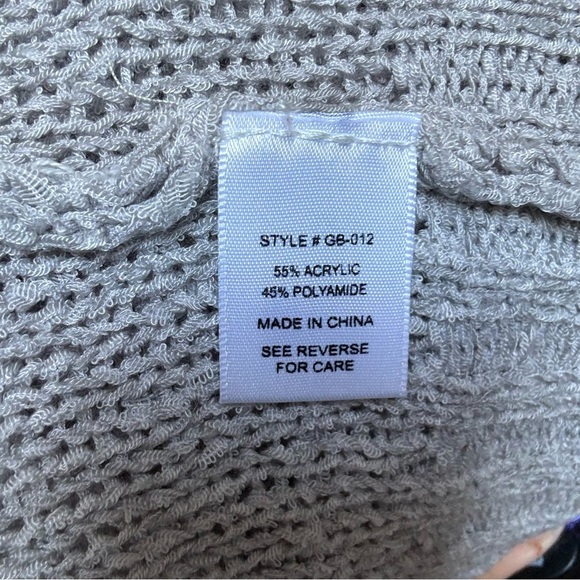 STYLE # GB-012
55% ACRYLIC
45% POLYAMIDE
MADE IN CHINA
SEE REVERSE
FOR CARE